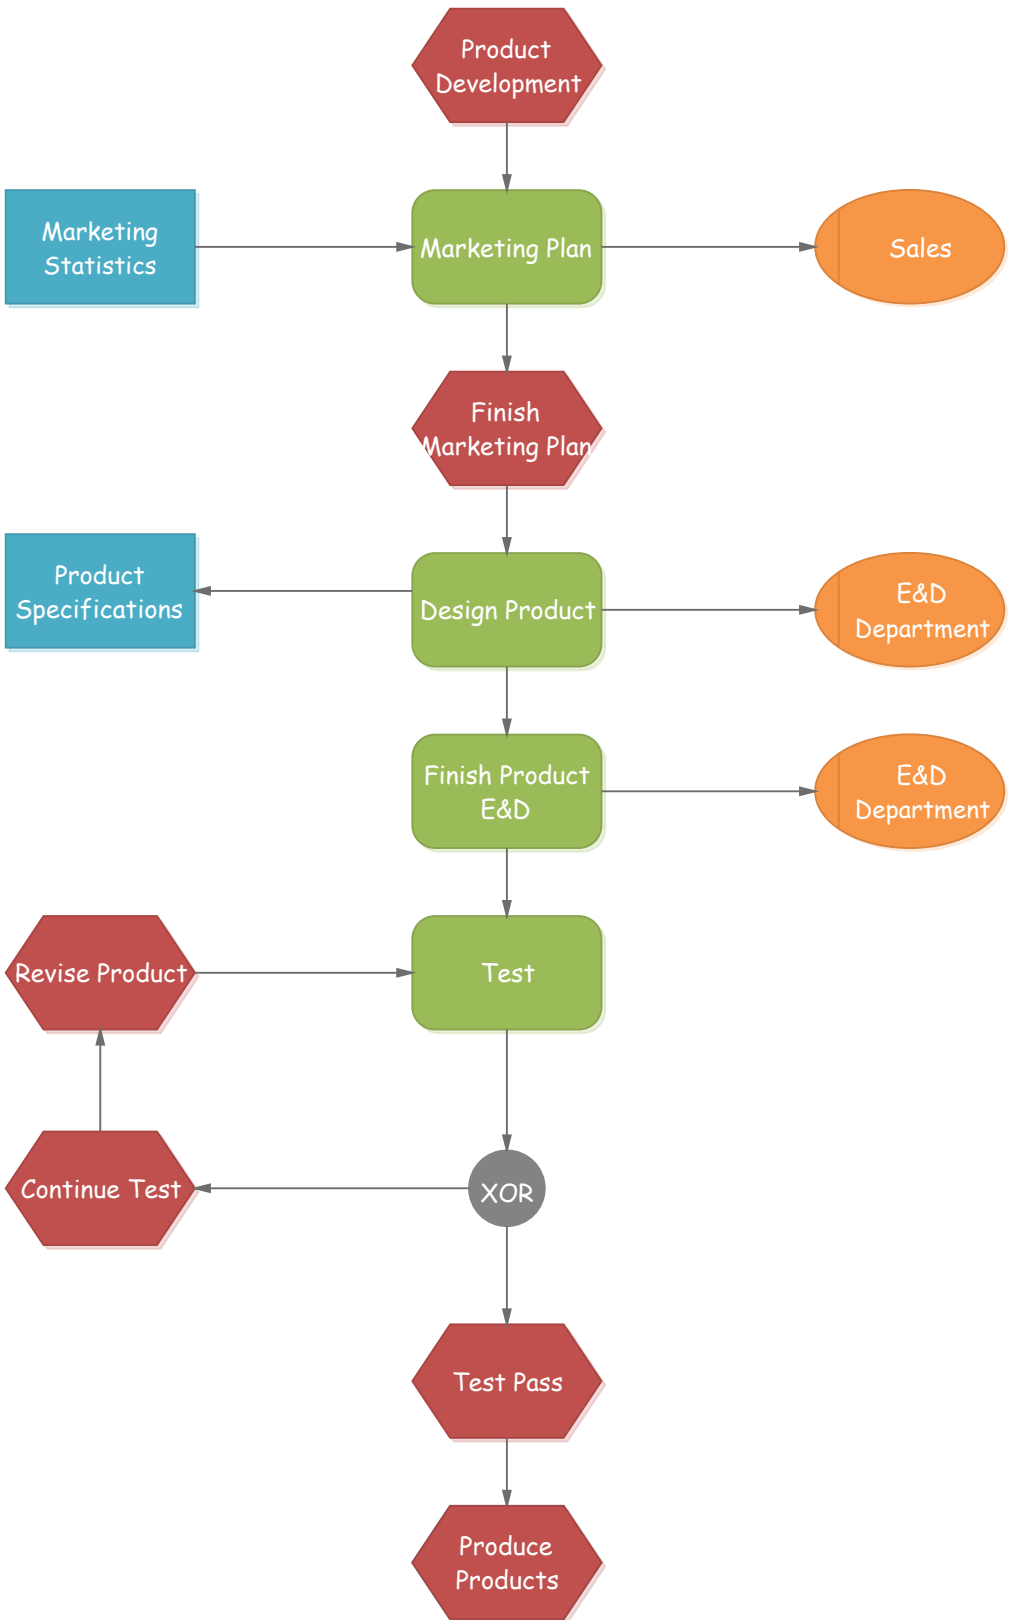 Product
Development
Marketing
Statistics
Marketing Plan
Sales
Finish
Marketing Plan
Product
Specifications
Design Product
E&D
Department
Finish Product
E&D
E&D
Department
Revise Product
Test
Continue Test
XOR
Test Pass
Produce
Products